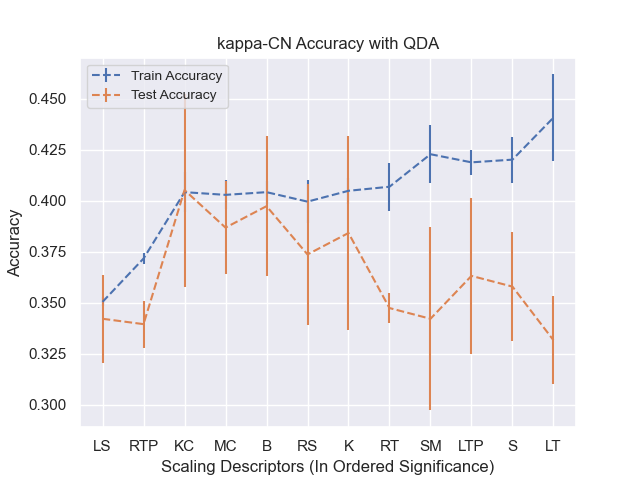 kappa-CN Accuracy with QDA
Train Accuracy
Test Accuracy
0.450
0.425
0.400
0.375
0.350
0.325
0.300
Accuracy
LS RTP KC MC B RS K RT SM LTP S LT
Scaling Descriptors (In Ordered Significance)